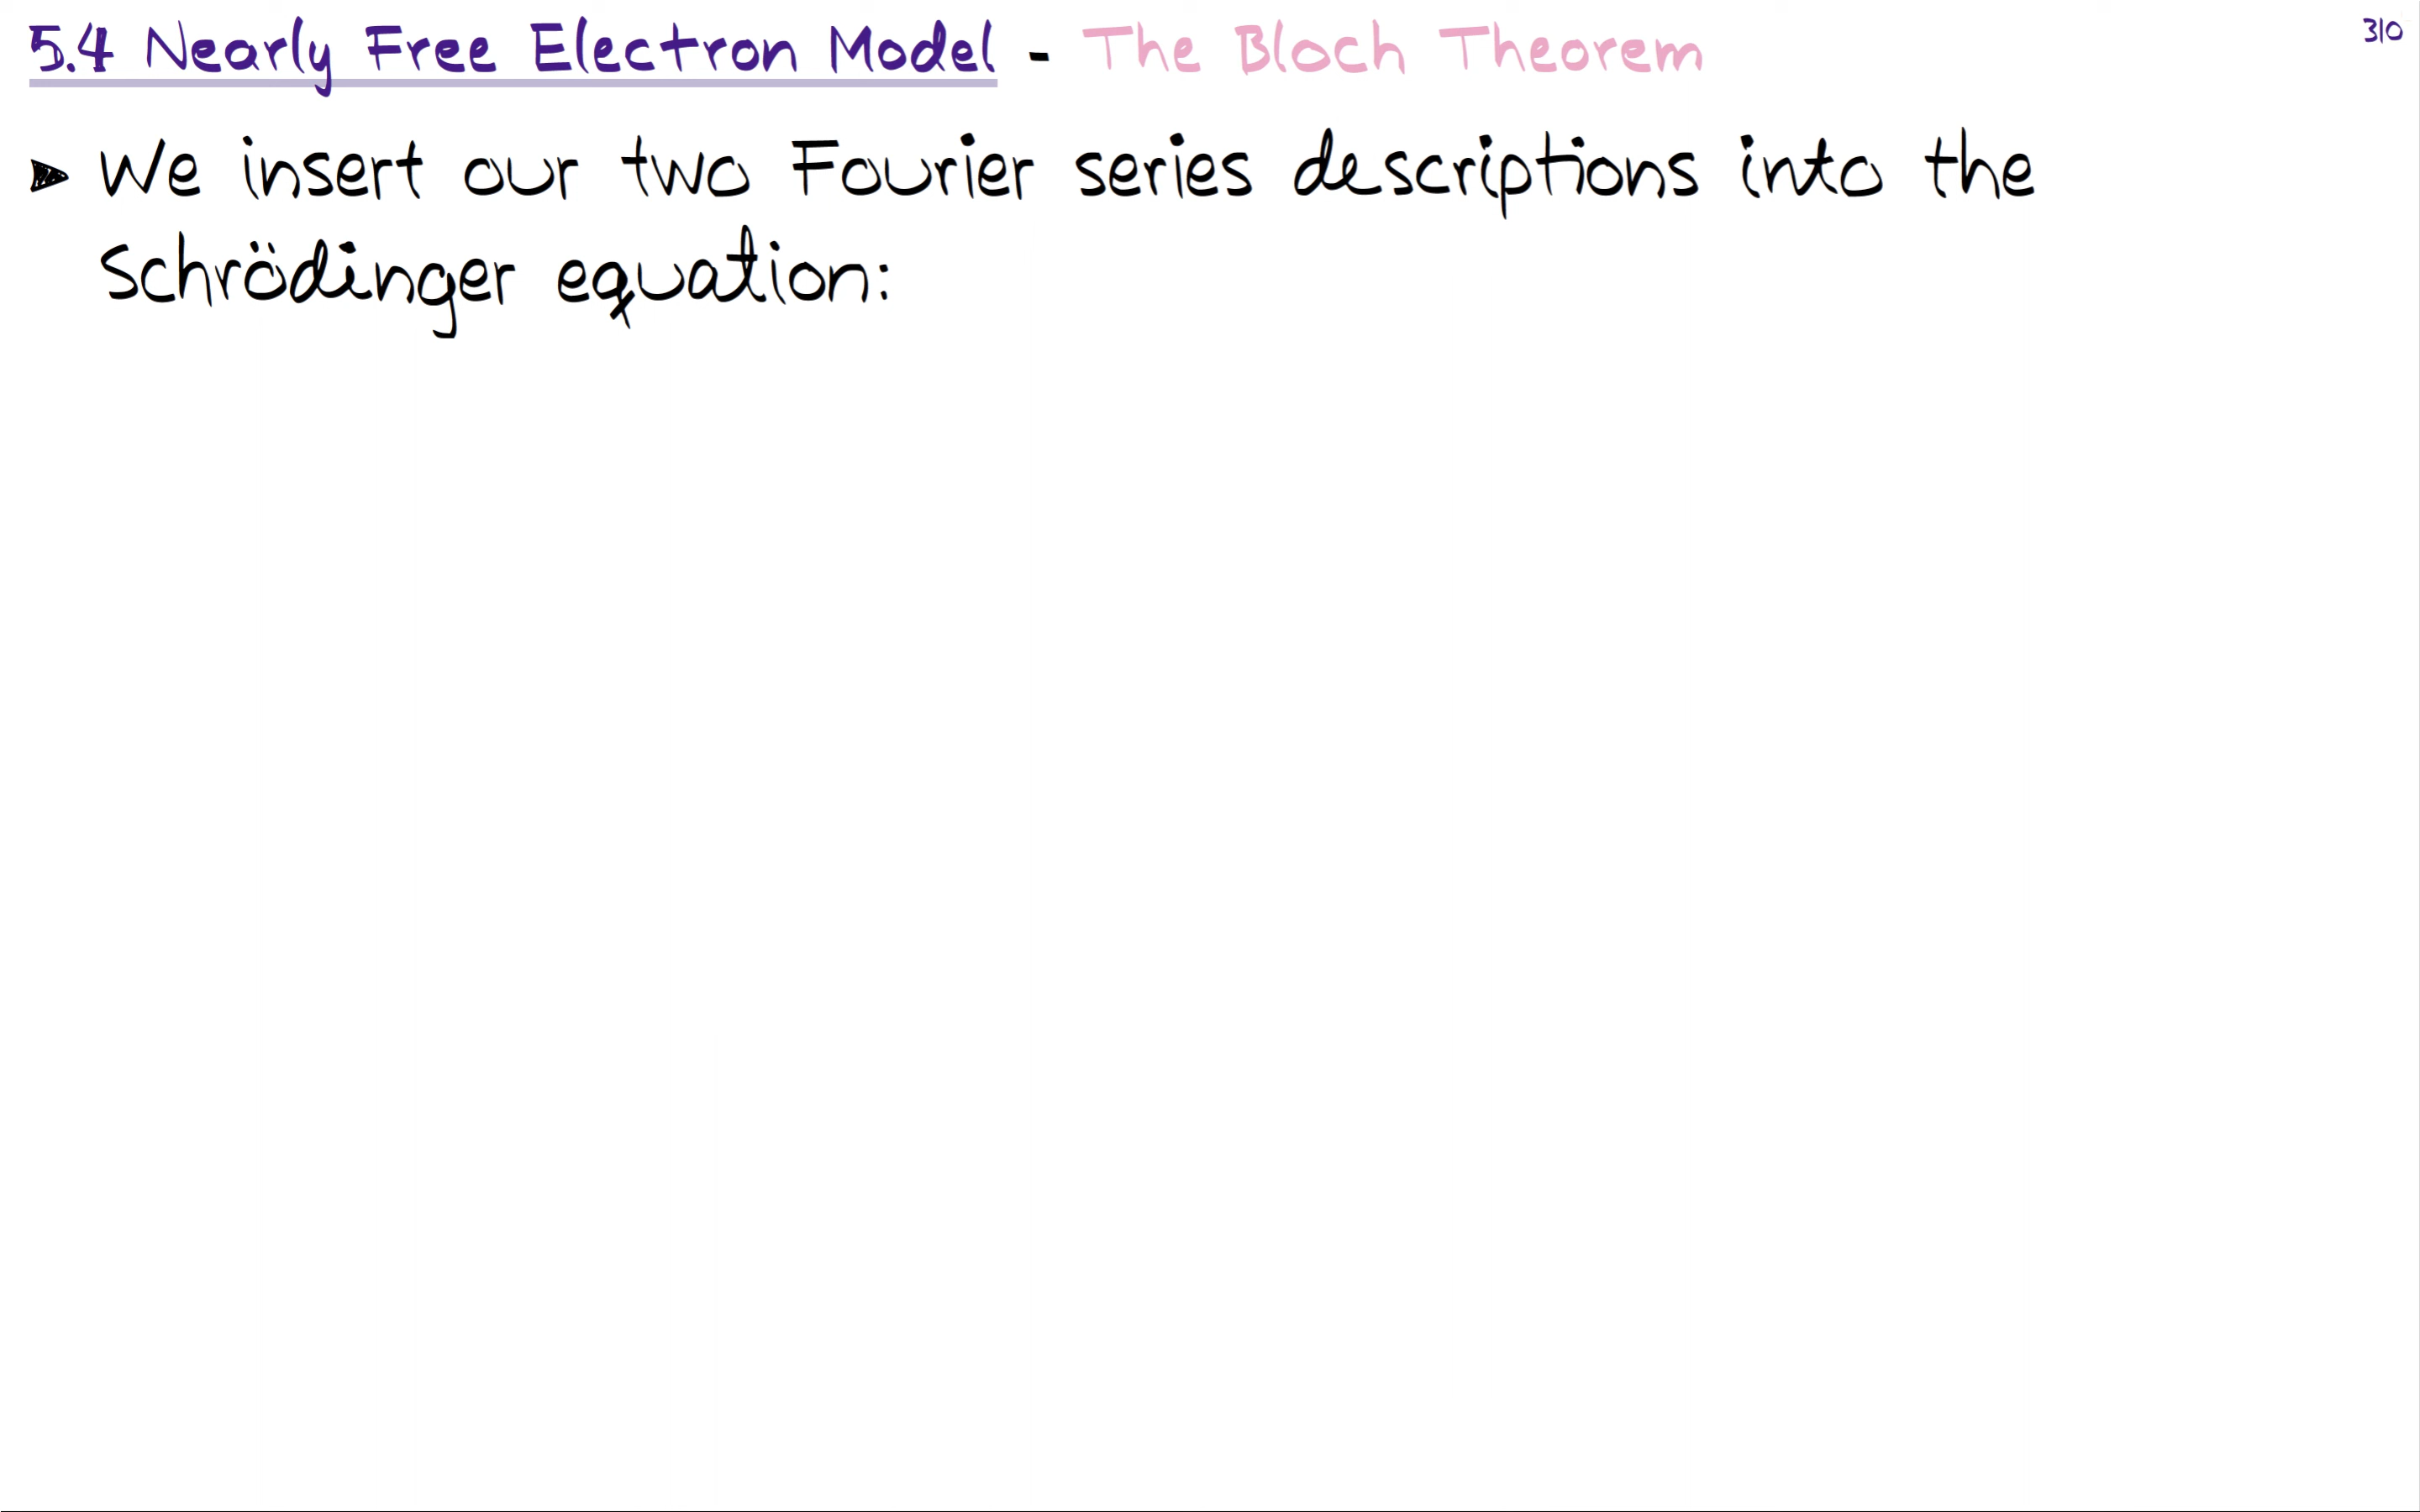 5.4 Nearly Free Electron Model - The Bloch Theorem
310
We insert our two Fourier series descriptions into the
Schrödinger equation: